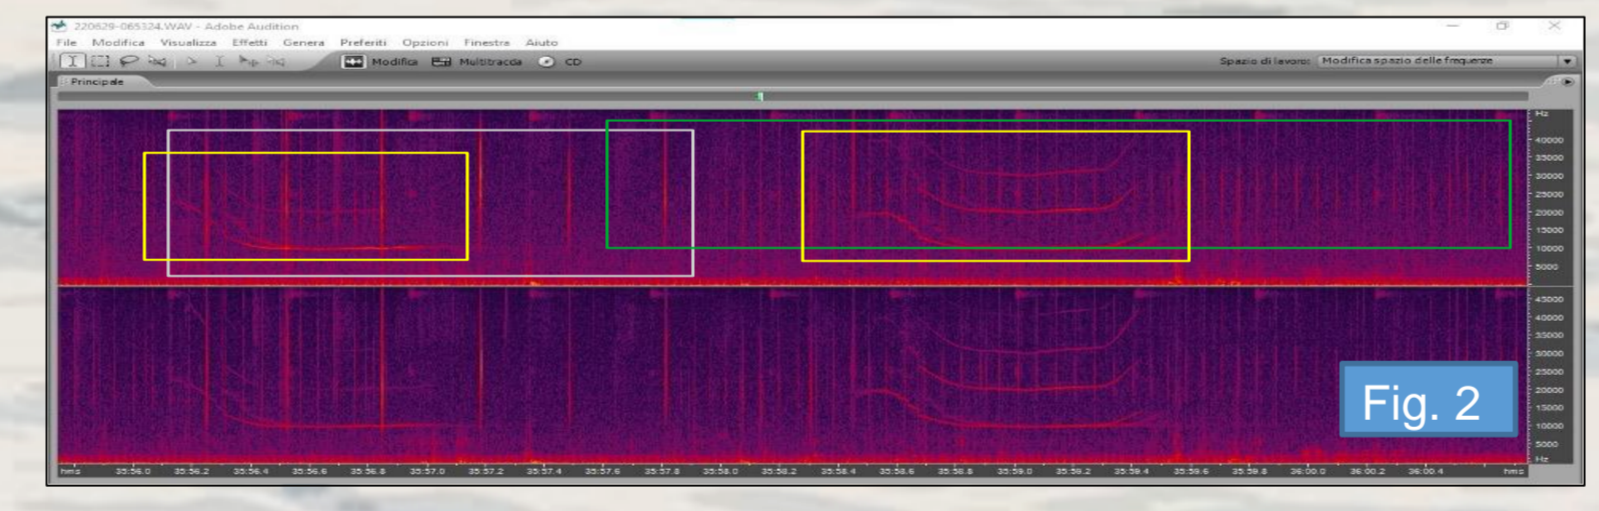 220629-065324.WAV - Adobe Audition
File Modifica Visualizza Effetti Genera Preferiti Opzioni Finestra Aiuto
Modifica Multitraccia CD Spazio di lavoro: Modifica spazio delle frequenze
Principale
Hz
40000
35000
30000
25000
20000
15000
10000
5000
45000
40000
35000
30000
25000
20000
15000
10000
5000
Hz
Fig. 2
hms 35:56.0 35:56.2 35:56.4 35:56.6 35:56.8 35:57.0 35:57.2 35:57.4 35:57.6 35:57.8 35:58.0 35:58.2 35:58.4 35:58.6 35:58.8 35:59.0 35:59.2 35:59.4 35:59.6 35:59.8 36:00.0 36:00.2 36:00.4 hms